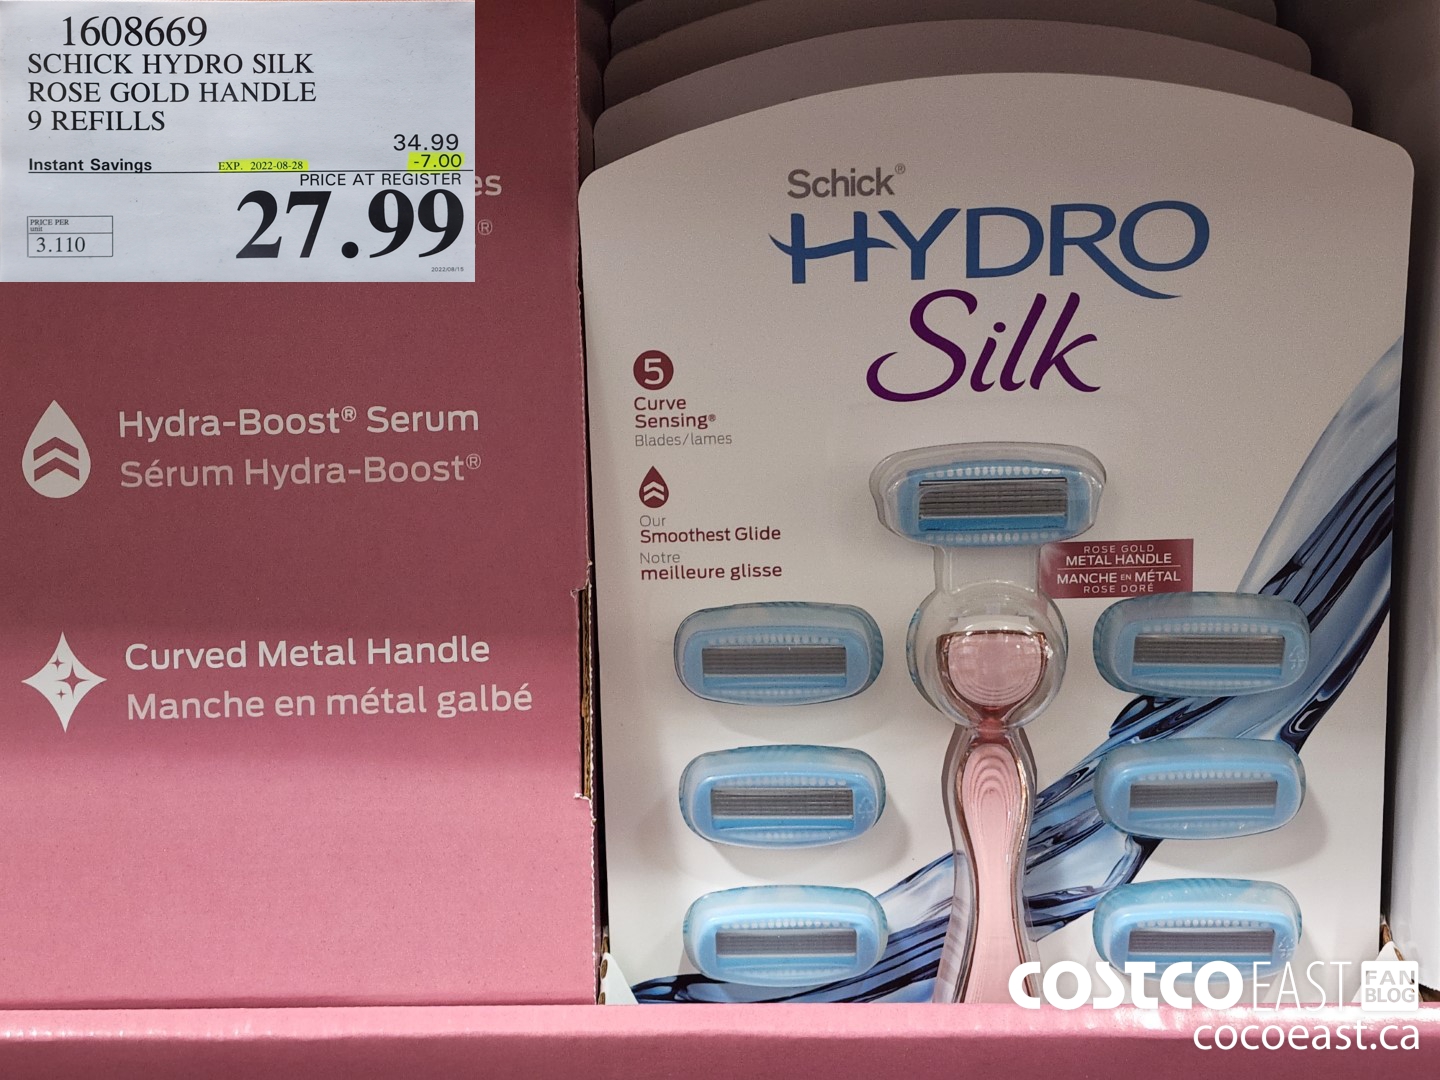 1608669
SCHICK HYDRO SILK
ROSE GOLD HANDLE
9 REFILLS
34.99
Instant Savings EXP. 2022-08-28 -7.00
PRICE AT REGISTER
27.99
PRICE PER
unit
3.110
2022/08/16
es
®
Hydra-Boost® Serum
Sérum Hydra-Boost®
Curved Metal Handle
Manche en métal galbé
Schick®
HYDRO
Silk
5
Curve
Sensing®
Blades/lames
Our
Smoothest Glide
Notre
meilleure glisse
ROSE GOLD
METAL HANDLE
MANCHE EN MÉTAL
ROSE DORÉ
COSTCO EAST FAN BLOG
cocoeast.ca